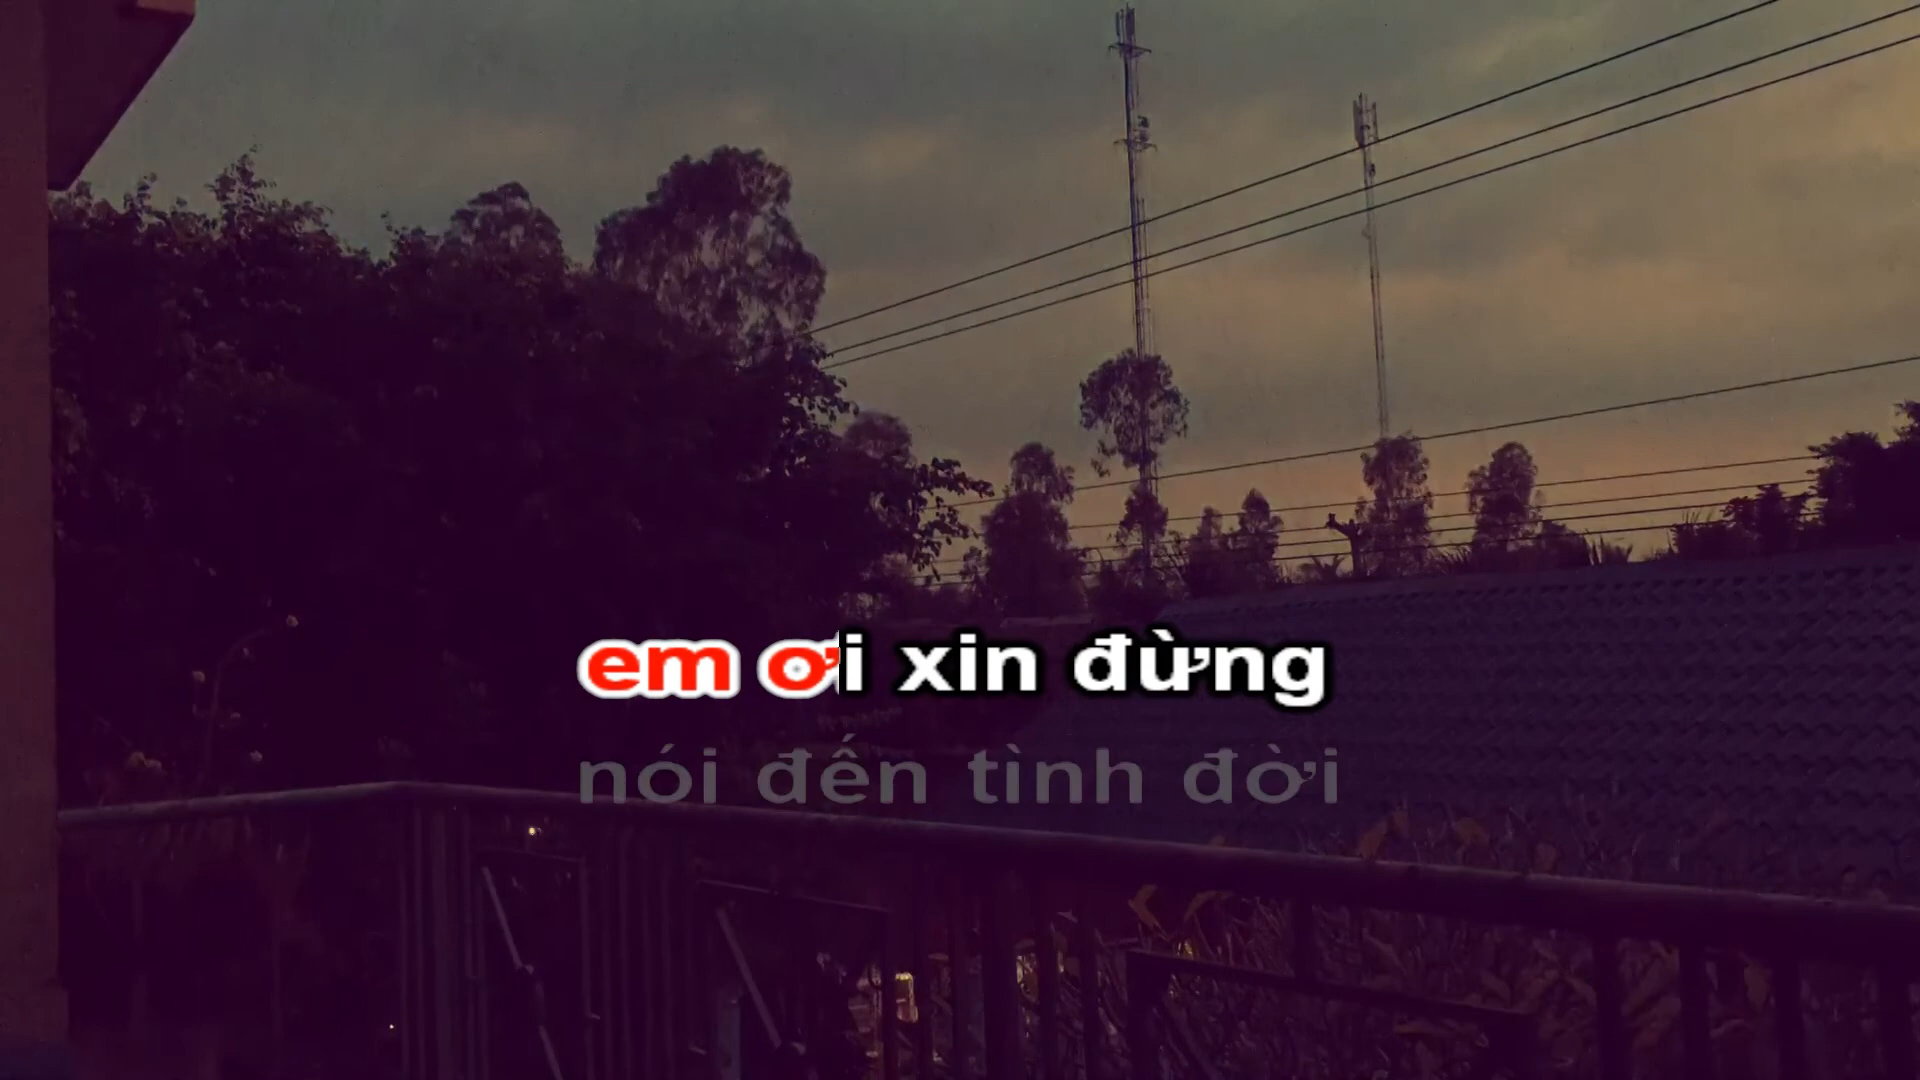 em ơi xin đừng
nói đến tình đời